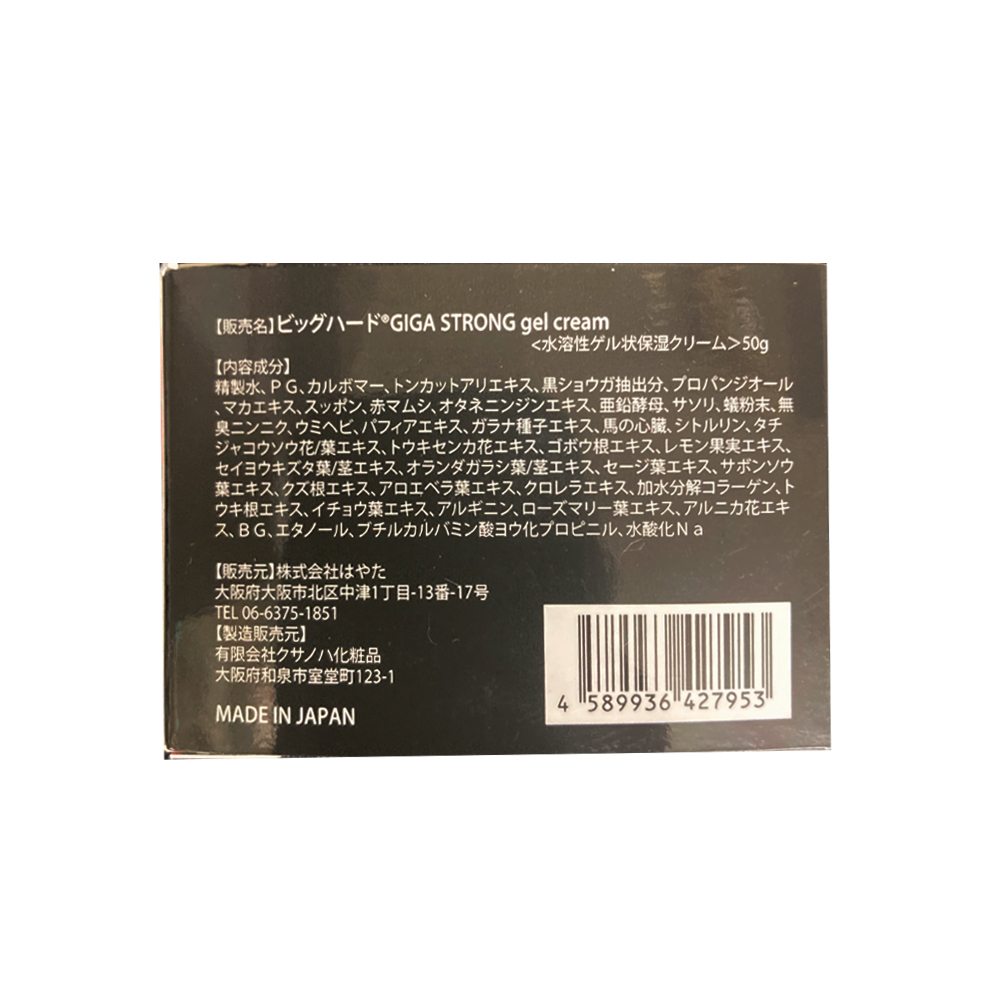 【販売名】ビッグハード®GIGA STRONG gel cream
<水溶性ゲル状保湿クリーム>50g
【内容成分】
精製水、ＰＧ、カルボマー、トンカットアリエキス、黒ショウガ抽出分、プロパンジオール
、マカエキス、スッポン、赤マムシ、オタネニンジンエキス、亜鉛酵母、サソリ、蟻粉末、無
臭ニンニク、ウミヘビ、パフィアエキス、ガラナ種子エキス、馬の心臓、シトルリン、タチ
ジャコウソウ花/葉エキス、トウキセンカ花エキス、ゴボウ根エキス、レモン果実エキス、
セイヨウキズタ葉/茎エキス、オランダガラシ葉/茎エキス、セージ葉エキス、サボンソウ
葉エキス、クズ根エキス、アロエベラ葉エキス、クロレラエキス、加水分解コラーゲン、ト
ウキ根エキス、イチョウ葉エキス、アルギニン、ローズマリー葉エキス、アルニカ花エキ
ス、ＢＧ、エタノール、ブチルカルバミン酸ヨウ化プロピニル、水酸化Ｎａ
【販売元】株式会社はやた
大阪府大阪市北区中津1丁目-13番-17号
TEL 06-6375-1851
【製造販売元】
有限会社クサノハ化粧品
大阪府和泉市室堂町123-1
MADE IN JAPAN
4 589936 427953